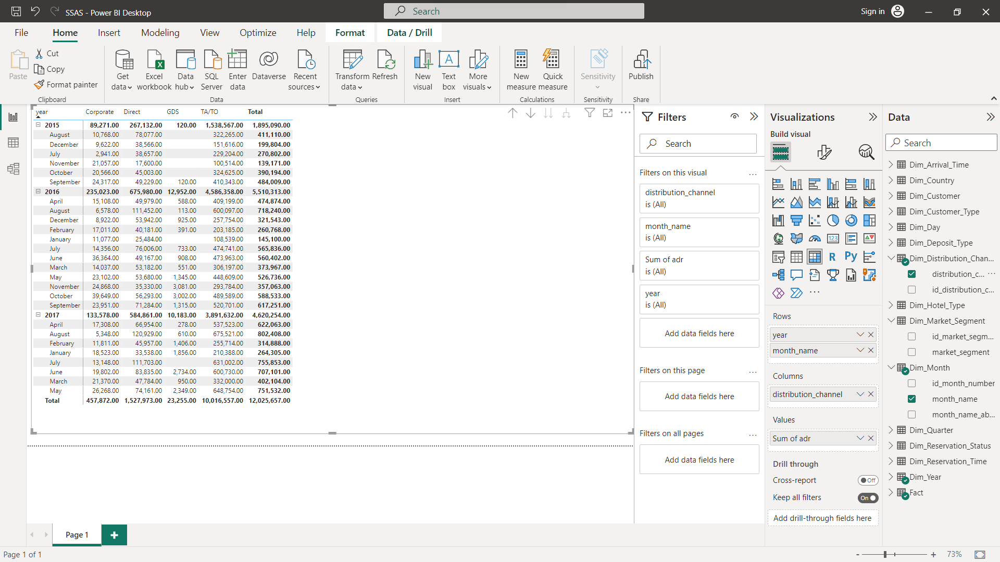 SSAS - Power BI Desktop
Search
Sign in
File Home Insert Modeling View Optimize Help Format Data / Drill
Paste
Cut
Copy
Format painter
Clipboard
Get data
Excel workbook
Data hub
SQL Server
Enter data
Dataverse
Recent sources
Data
Transform data
Refresh
Queries
New visual
Text box
More visuals
Insert
New measure
Quick measure
Calculations
Sensitivity
Sensitivity
Publish
Share
year Corporate Direct GDS TA/TO Total
2015 89,271.00 267,132.00 120.00 1,538,567.00 1,895,090.00
August 10,768.00 78,077.00 322,265.00 411,110.00
December 9,622.00 38,566.00 151,616.00 199,804.00
July 2,941.00 38,657.00 229,204.00 270,802.00
November 21,057.00 17,600.00 100,514.00 139,171.00
October 20,566.00 45,003.00 324,625.00 390,194.00
September 24,317.00 49,229.00 120.00 410,343.00 484,009.00
2016 235,023.00 675,980.00 12,952.00 4,586,358.00 5,510,313.00
April 15,108.00 49,979.00 588.00 409,199.00 474,874.00
August 6,578.00 111,452.00 113.00 600,097.00 718,240.00
December 8,922.00 53,942.00 925.00 257,754.00 321,543.00
February 17,011.00 40,181.00 391.00 203,185.00 260,768.00
January 11,077.00 25,484.00 108,539.00 145,100.00
July 14,356.00 76,006.00 733.00 474,741.00 565,836.00
June 36,364.00 49,167.00 908.00 473,963.00 560,402.00
March 14,037.00 53,182.00 551.00 306,197.00 373,967.00
May 23,102.00 53,680.00 1,345.00 448,609.00 526,736.00
November 24,868.00 35,330.00 3,081.00 293,784.00 357,063.00
October 39,649.00 56,293.00 3,002.00 489,589.00 588,533.00
September 23,951.00 71,284.00 1,315.00 520,701.00 617,251.00
2017 133,578.00 584,861.00 10,183.00 3,891,632.00 4,620,254.00
April 17,308.00 66,954.00 278.00 537,523.00 622,063.00
August 5,348.00 120,929.00 610.00 675,521.00 802,408.00
February 11,811.00 45,957.00 1,406.00 255,714.00 314,888.00
January 18,523.00 33,538.00 1,856.00 210,388.00 264,305.00
July 13,148.00 111,703.00 631,002.00 755,853.00
June 19,802.00 83,835.00 2,734.00 600,730.00 707,101.00
March 21,370.00 47,784.00 950.00 332,000.00 402,104.00
May 26,268.00 74,161.00 2,349.00 648,754.00 751,532.00
Total 457,872.00 1,527,973.00 23,255.00 10,016,557.00 12,025,657.00
Filters
Search
Filters on this visual
distribution_channel
is (All)
month_name
is (All)
Sum of adr
is (All)
year
is (All)
Add data fields here
Filters on this page
Add data fields here
Filters on all pages
Add data fields here
Visualizations
Build visual
123
R
Py
Rows
year
month_name
Columns
distribution_channel
Values
Sum of adr
Drill through
Cross-report
Off
Keep all filters
On
Add drill-through fields here
Data
Search
Dim_Arrival_Time
Dim_Country
Dim_Customer
Dim_Customer_Type
Dim_Day
Dim_Deposit_Type
Dim_Distribution_Chan...
distribution_c...
id_distribution_c...
Dim_Hotel_Type
Dim_Market_Segment
id_market_segm...
market_segment
Dim_Month
id_month_number
month_name
month_name_ab...
Dim_Quarter
Dim_Reservation_Status
Dim_Reservation_Time
Dim_Year
Fact
Page 1
Page 1 of 1
73%